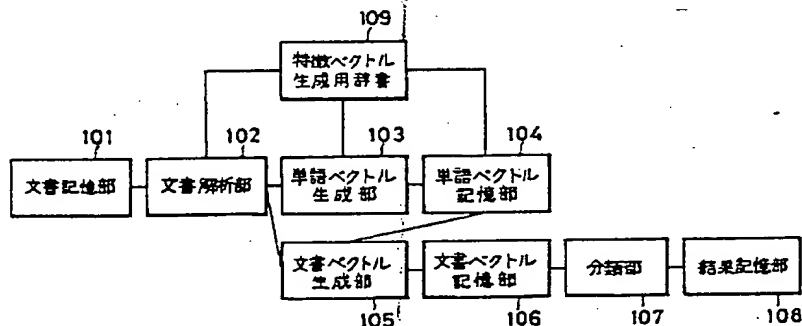 109
特徴ベクトル
生成用辞書
101
102
103
104
文書記憶部
文書解析部
単語ベクトル
生成部
単語ベクトル
記憶部
文書ベクトル
生成部
文書ベクトル
記憶部
分類部
結果記憶部
105
106
107
108